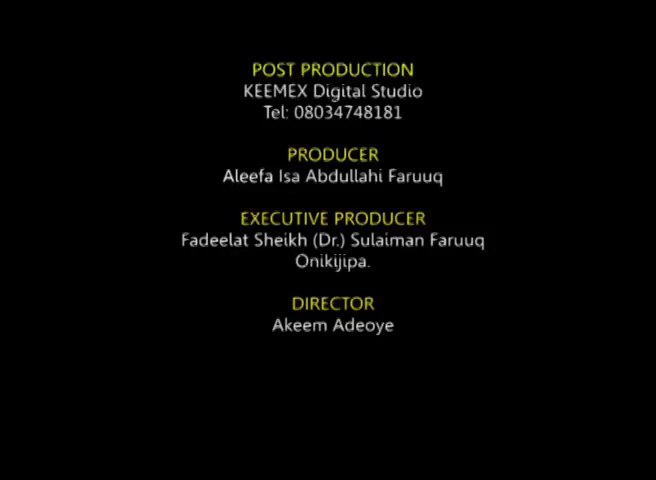 POST PRODUCTION
KEEMEX Digital Studio
Tel: 08034748181
PRODUCER
Aleefa Isa Abdullahi Faruuq
EXECUTIVE PRODUCER
Fadeelat Sheikh (Dr.) Sulaiman Faruuq
Onikijipa.
DIRECTOR
Akeem Adeoye